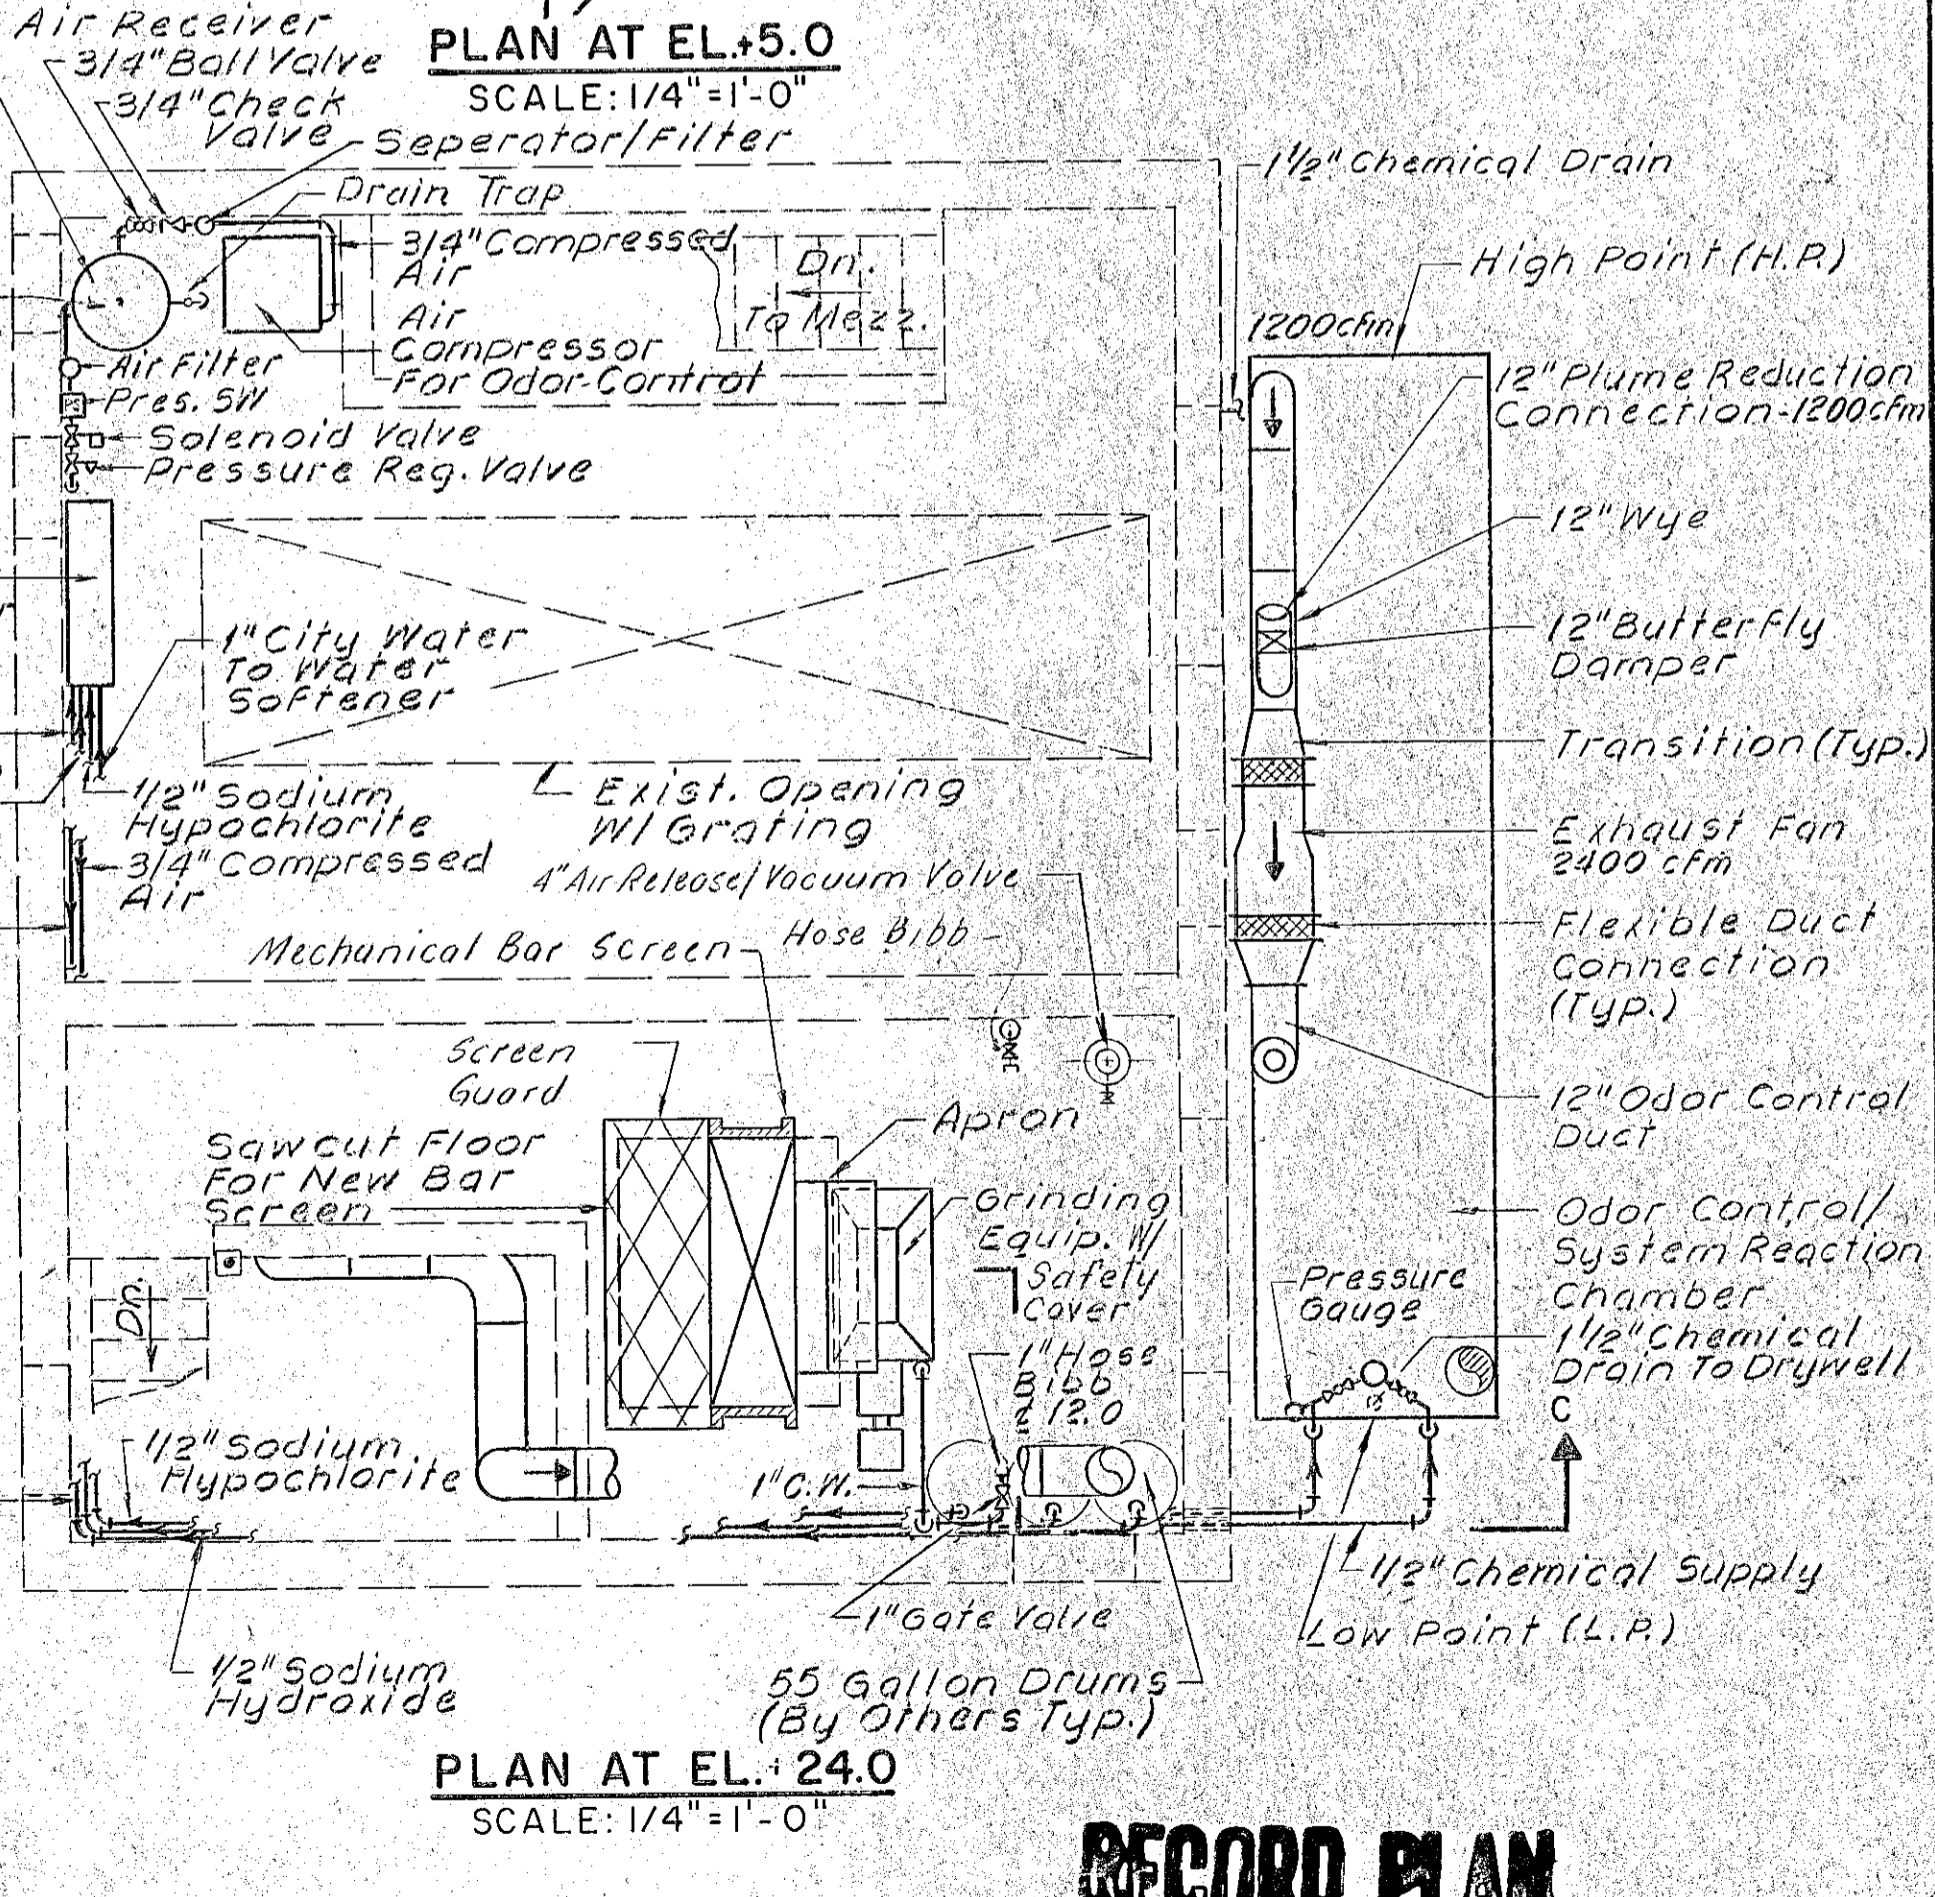 Air Receiver
3/4" Ball Valve
3/4" Check
Valve
PLAN AT EL.+5.0
SCALE: 1/4"=1'-0"
Seperator/Filter
Drain Trap
3/4" Compressed
Air
Air
Compressor
For Odor Control
Dn.
To Mezz.
Air Filter
Pres. SW
Solenoid Valve
Pressure Reg. Valve
1" City Water
To Water
Softener
1/2" Sodium
Hypochlorite
3/4" Compressed
Air
Exist. Opening
W/ Grating
4" Air Release/Vacuum Valve
Mechanical Bar Screen
Hose Bibb
1 1/2" Chemical Drain
High Point (H.P.)
1200cfm
12" Plume Reduction
Connection-1200cfm
12" Wye
12" Butterfly
Damper
Transition (Typ.)
Exhaust Fan
2400 cfm
Flexible Duct
Connection
(Typ.)
12" Odor Control
Duct
Odor Control/
System Reaction
Chamber
1 1/2" Chemical
Drain To Drywell
C
Pressure
Gauge
Screen
Guard
Sawcut Floor
For New Bar
Screen
Apron
Grinding
Equip. W/
Safety
Cover
1" Hose
Bibb
12.0
Dn.
1/2" Sodium
Hypochlorite
1" C.W.
1/2" Chemical Supply
Low Point (L.P.)
1" Gate Valve
55 Gallon Drums
(By Others Typ.)
1/2" Sodium
Hydroxide
PLAN AT EL.+24.0
SCALE: 1/4"=1'-0"
RECORD PLAN